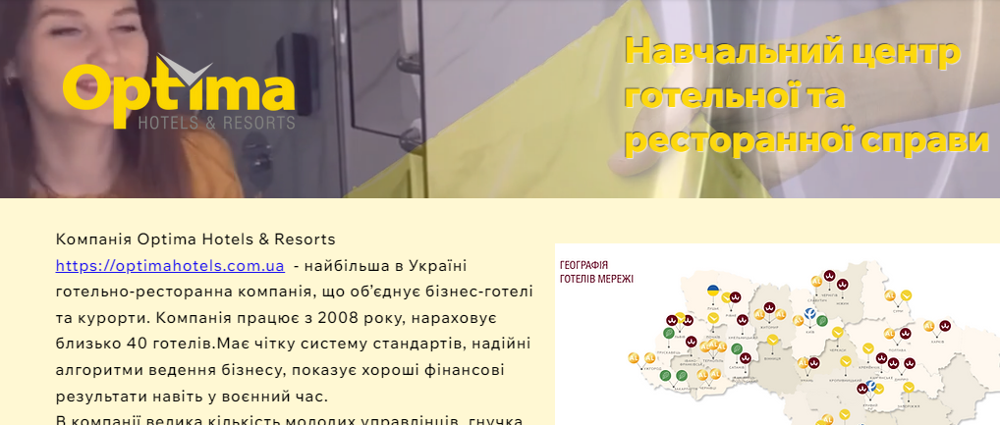 Optima
HOTELS & RESORTS
Навчальний центр
готельної та
ресторанної справи
Компанія Optima Hotels & Resorts
https://optimahotels.com.ua - найбільша в Україні
готельно-ресторанна компанія, що об'єднує бізнес-готелі
та курорти. Компанія працює з 2008 року, нараховує
близько 40 готелів.Має чітку систему стандартів, надійні
алгоритми ведення бізнесу, показує хороші фінансові
результати навіть у воєнний час.
В компанії велика кількість молодих управлінців, гнучка
ГЕОГРАФІЯ
ГОТЕЛІВ МЕРЕЖІ